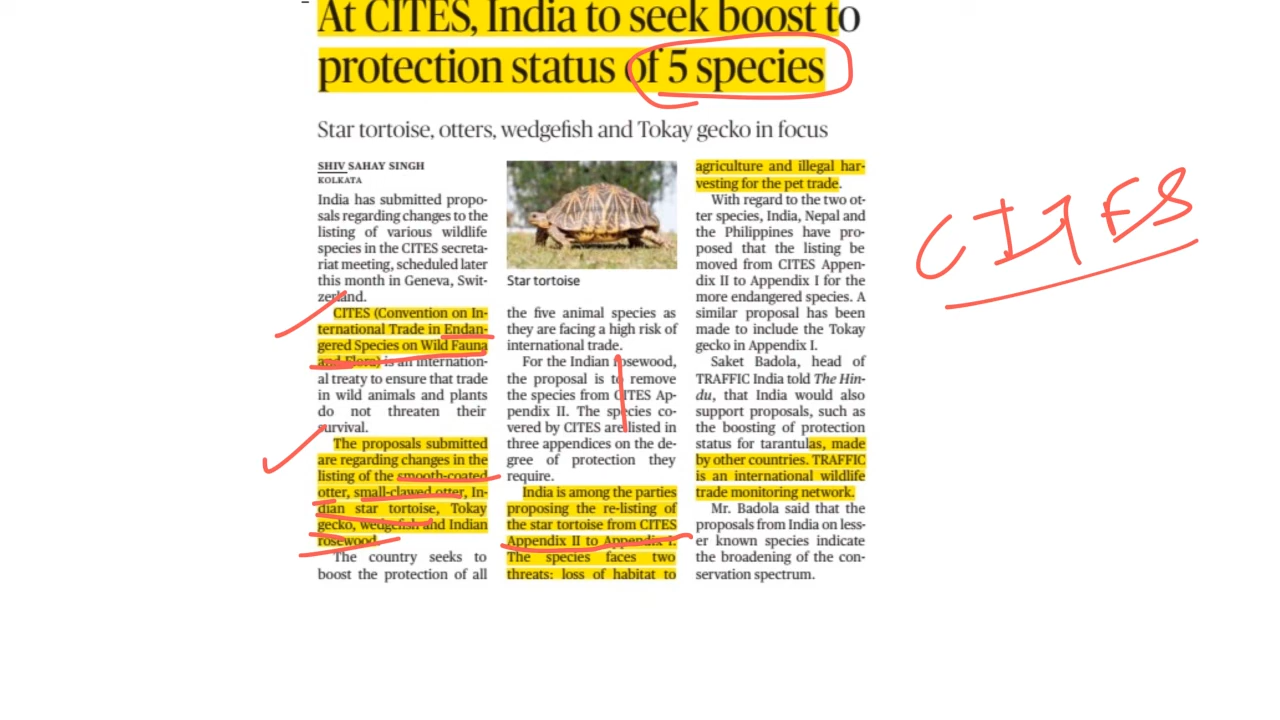 At CITES, India to seek boost to
protection status of 5 species
Star tortoise, otters, wedgefish and Tokay gecko in focus
SHIV SAHAY SINGH
KOLKATA
India has submitted propo-
sals regarding changes to the
listing of various wildlife
species in the CITES secreta-
riat meeting, scheduled later
this month in Geneva, Swit-
zerland.
CITES (Convention on In-
ternational Trade in Endan-
gered Species on Wild Fauna
and Flora) is an internation-
al treaty to ensure that trade
in wild animals and plants
do not threaten their
survival.
The proposals submitted
are regarding changes in the
listing of the smooth-coated
otter, small-clawed otter, In-
dian star tortoise, Tokay
gecko, wedgefish and Indian
rosewood.
The country seeks to
boost the protection of all
Star tortoise
the five animal species as
they are facing a high risk of
international trade.
For the Indian rosewood,
the proposal is to remove
the species from CITES Ap-
pendix II. The species co-
vered by CITES are listed in
three appendices on the de-
gree of protection they
require.
India is among the parties
proposing the re-listing of
the star tortoise from CITES
Appendix II to Appendix I.
The species faces two
threats: loss of habitat to
agriculture and illegal har-
vesting for the pet trade.
With regard to the two ot-
ter species, India, Nepal and
the Philippines have pro-
posed that the listing be
moved from CITES Appen-
dix II to Appendix I for the
more endangered species. A
similar proposal has been
made to include the Tokay
gecko in Appendix I.
Saket Badola, head of
TRAFFIC India told The Hin-
du, that India would also
support proposals, such as
the boosting of protection
status for tarantulas, made
by other countries. TRAFFIC
is an international wildlife
trade monitoring network.
Mr. Badola said that the
proposals from India on less-
er known species indicate
the broadening of the con-
servation spectrum.
CITES